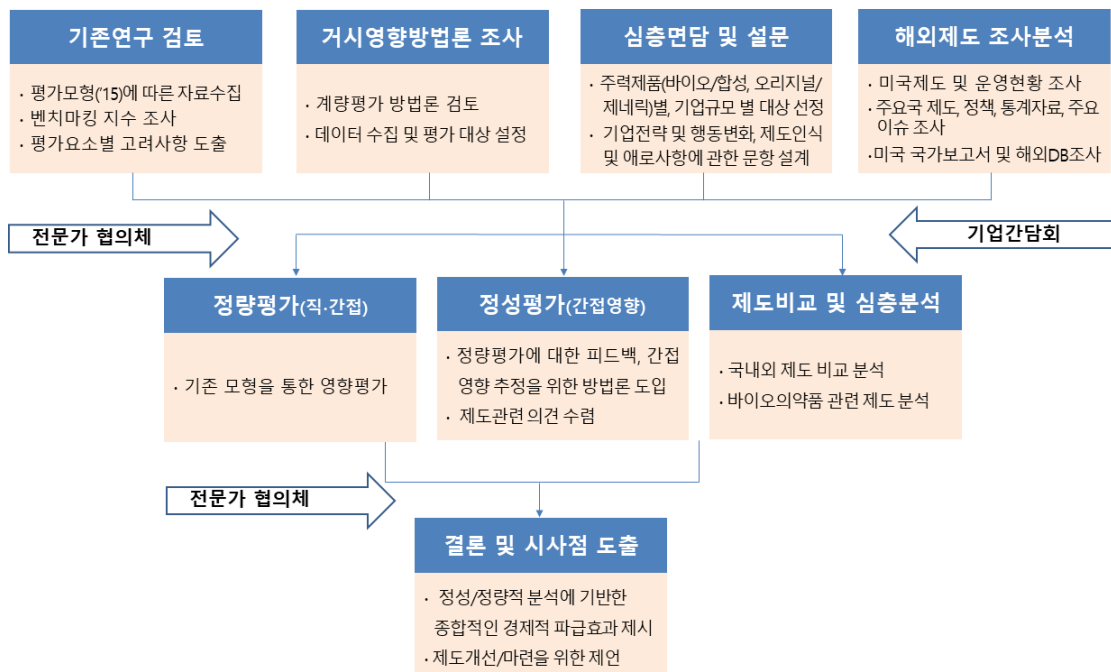 기존연구 검토
· 평가모형('15)에 따른 자료수집
· 벤치마킹 지수 조사
· 평가요소별 고려사항 도출
거시영향방법론 조사
· 계량평가 방법론 검토
· 데이터 수집 및 평가 대상 설정
심층면담 및 설문
· 주력제품(바이오/합성, 오리지널/
제네릭)별, 기업규모 별 대상 선정
· 기업전략 및 행동변화, 제도인식
및 애로사항에 관한 문항 설계
해외제도 조사분석
· 미국제도 및 운영현황 조사
· 주요국 제도, 정책, 통계자료, 주요
이슈 조사
· 미국 국가보고서 및 해외DB조사
전문가 협의체
기업간담회
정량평가(직·간접)
· 기존 모형을 통한 영향평가
정성평가(간접영향)
· 정량평가에 대한 피드백, 간접
영향 추정을 위한 방법론 도입
· 제도관련 의견 수렴
제도비교 및 심층분석
· 국내외 제도 비교 분석
· 바이오의약품 관련 제도 분석
전문가 협의체
결론 및 시사점 도출
· 정성/정량적 분석에 기반한
종합적인 경제적 파급효과 제시
· 제도개선/마련을 위한 제언